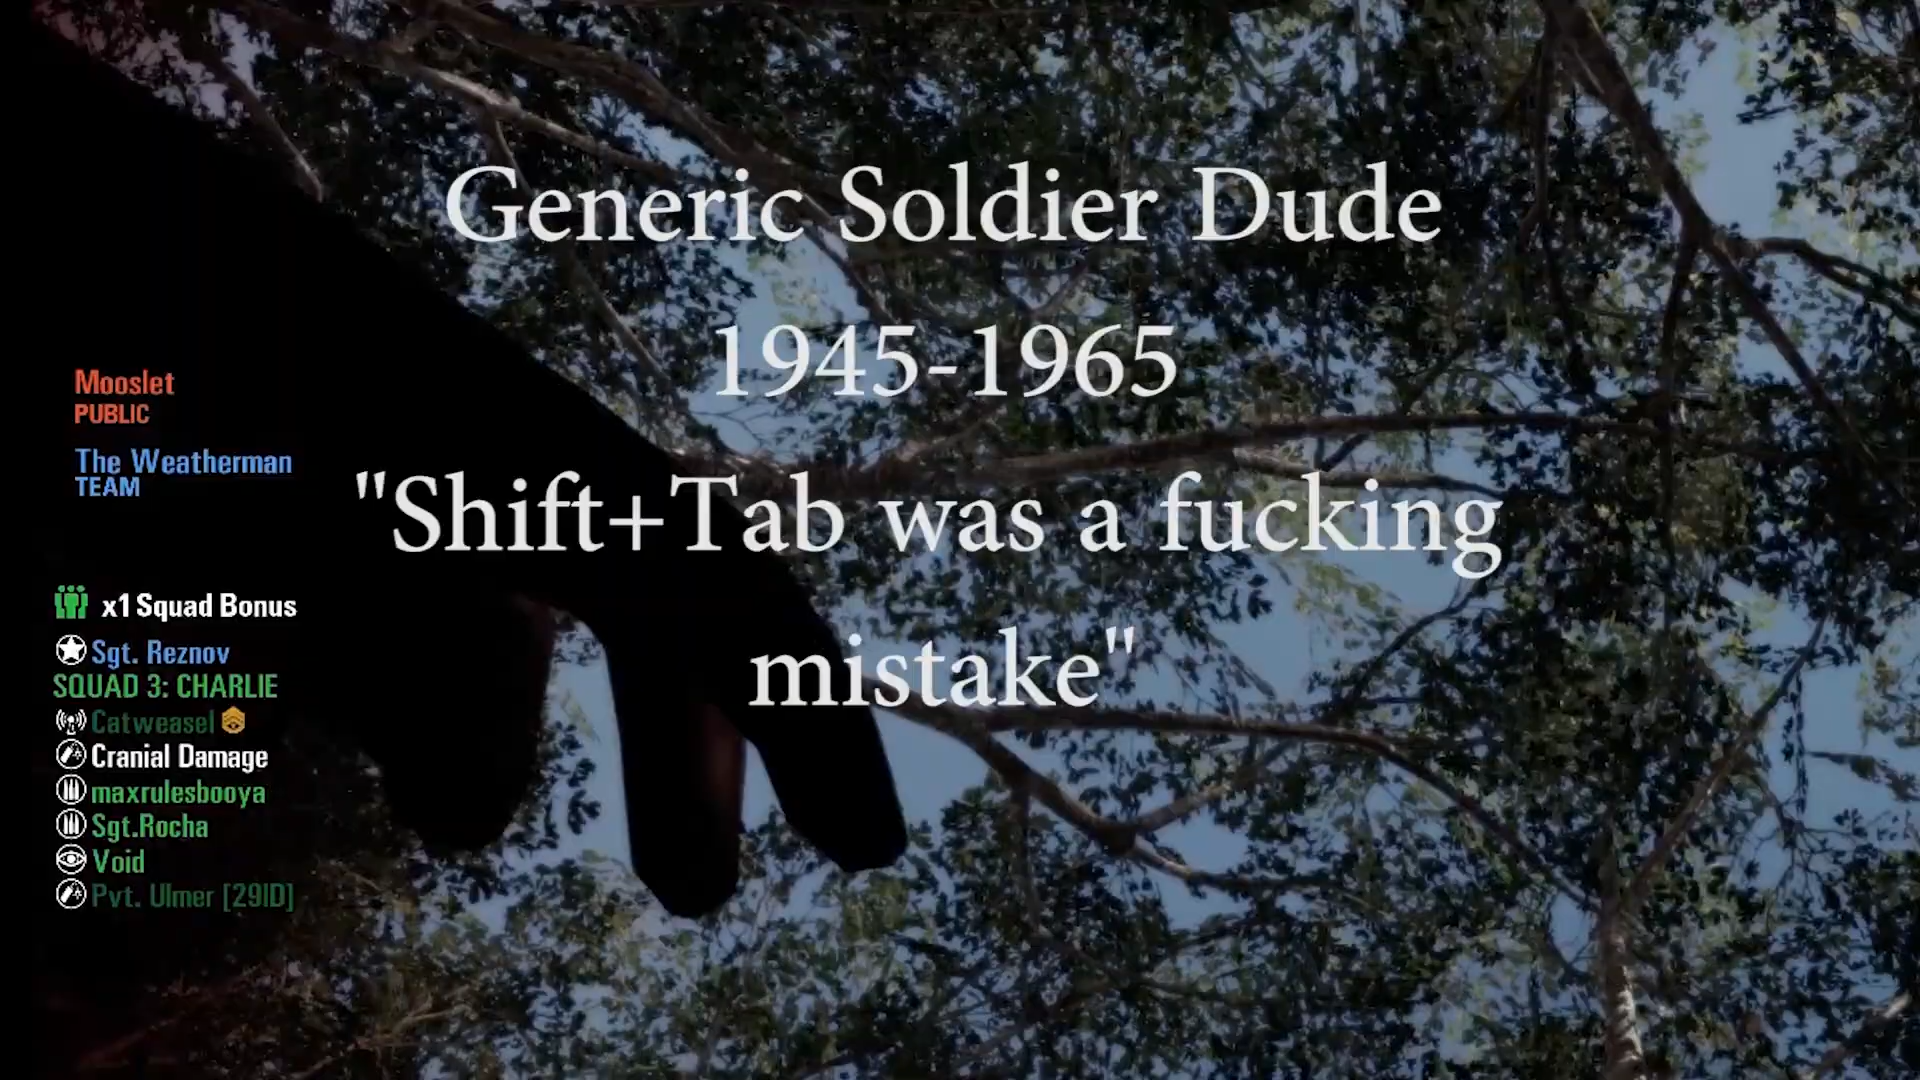 Generic Soldier Dude
1945-1965
"Shift+Tab was a fucking
mistake"
Mooslet
PUBLIC
The Weatherman
TEAM
x1 Squad Bonus
Sgt. Reznov
SQUAD 3: CHARLIE
Catweasel
Cranial Damage
maxrulesbooya
Sgt.Rocha
Void
Pvt. Ulmer [29ID]